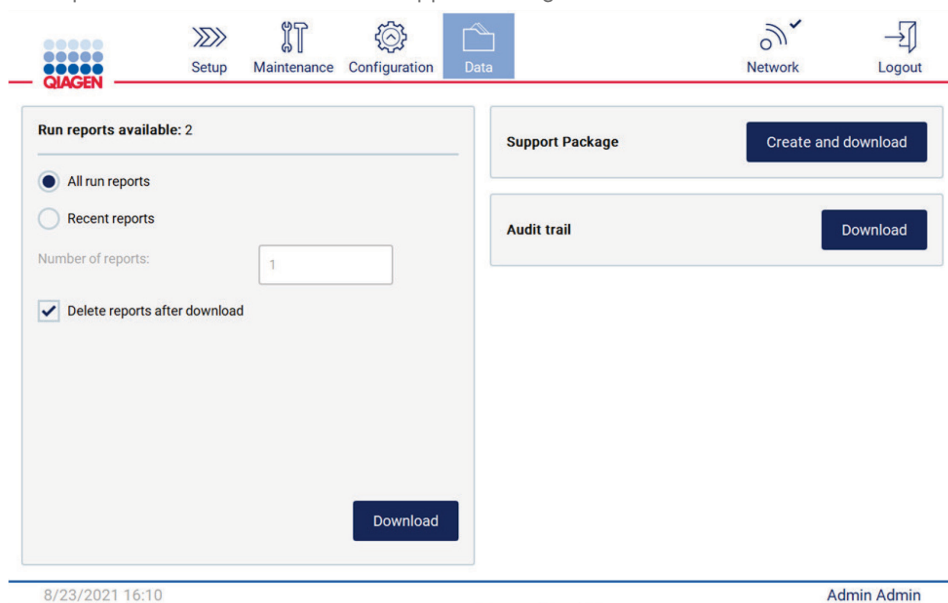 Setup
Maintenance
Configuration
Data
Network
Logout
QIAGEN
Run reports available: 2
All run reports
Recent reports
Number of reports:
1
Delete reports after download
Download
Support Package
Create and download
Audit trail
Download
8/23/2021 16:10
Admin Admin